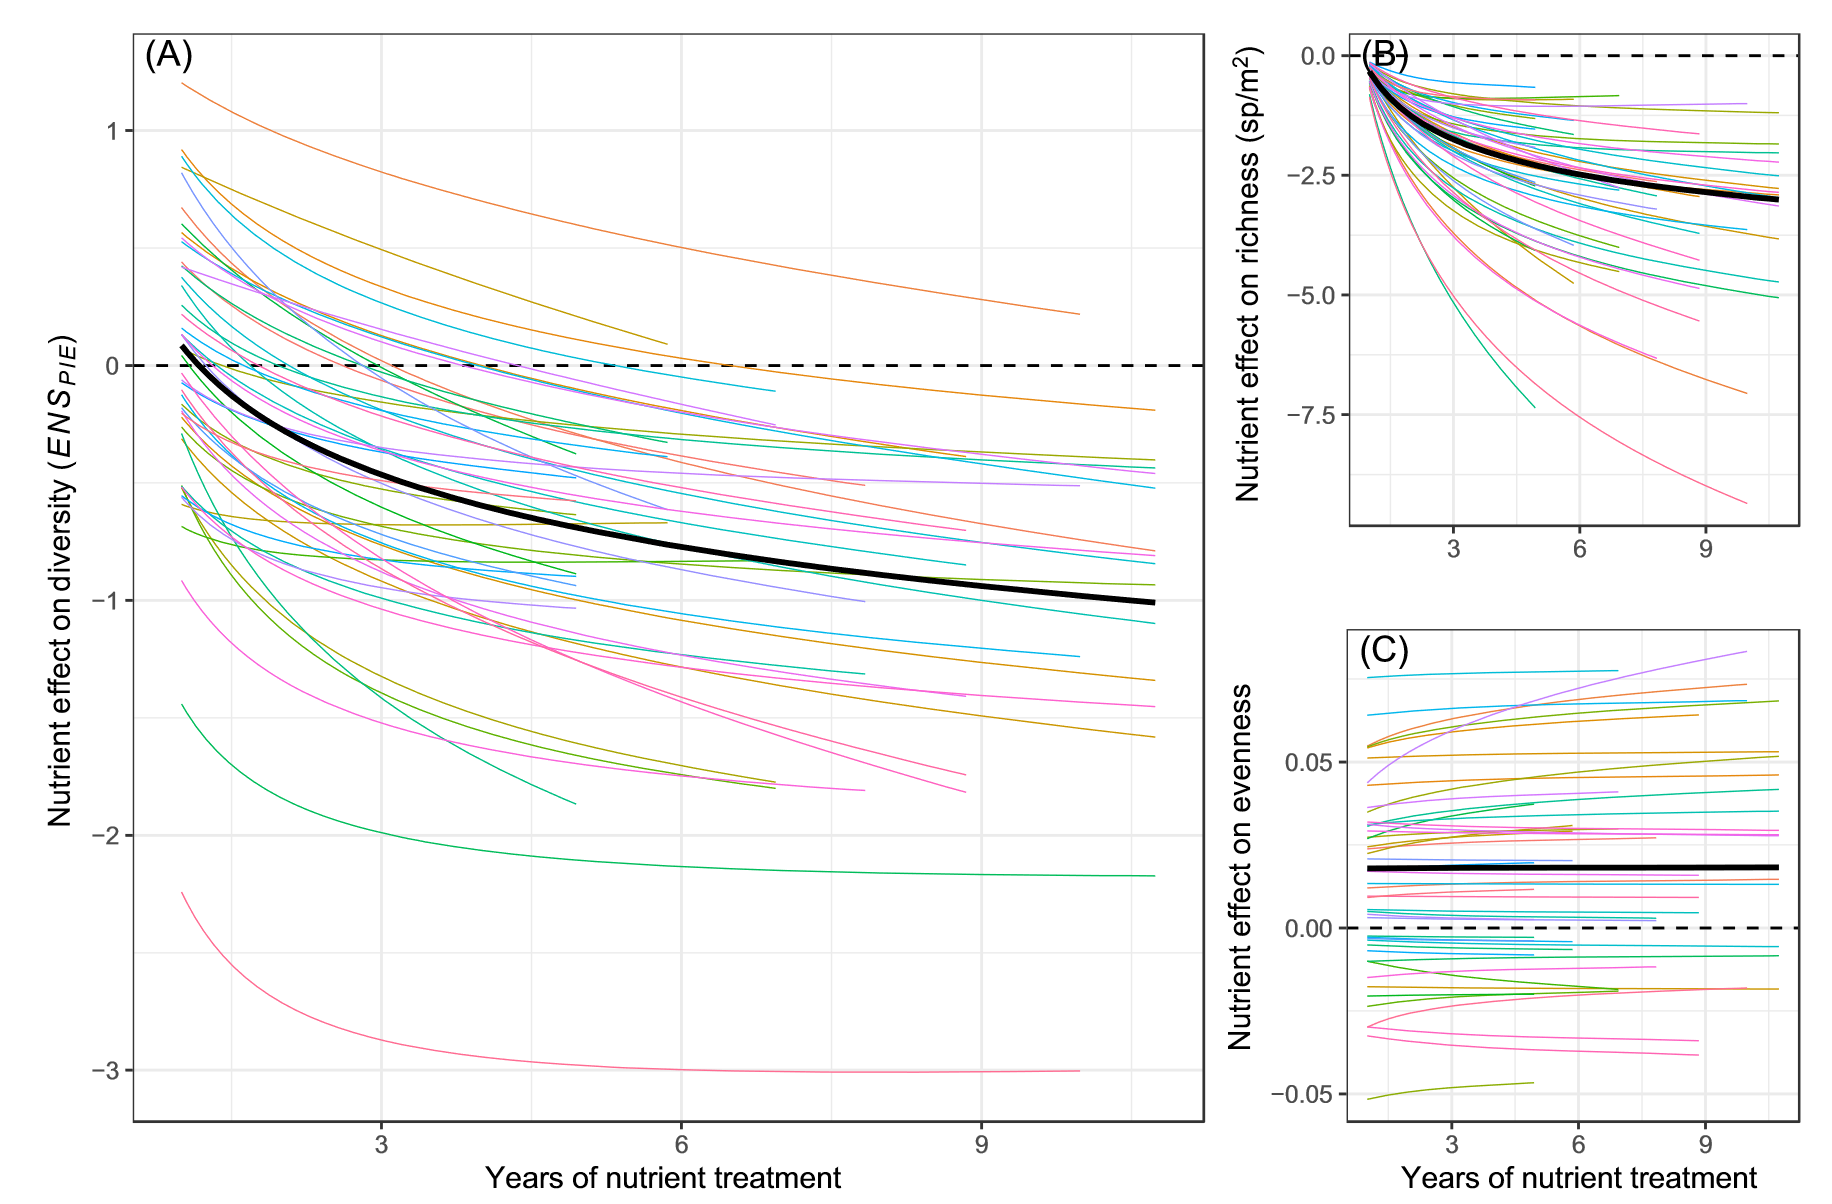 (A)
Nutrient effect on diversity (ENS_PIE)
1
0
−1
−2
−3
3
6
9
Years of nutrient treatment
(B)
Nutrient effect on richness (sp/m²)
0.0
−2.5
−5.0
−7.5
3
6
9
(C)
Nutrient effect on evenness
0.05
0.00
−0.05
3
6
9
Years of nutrient treatment